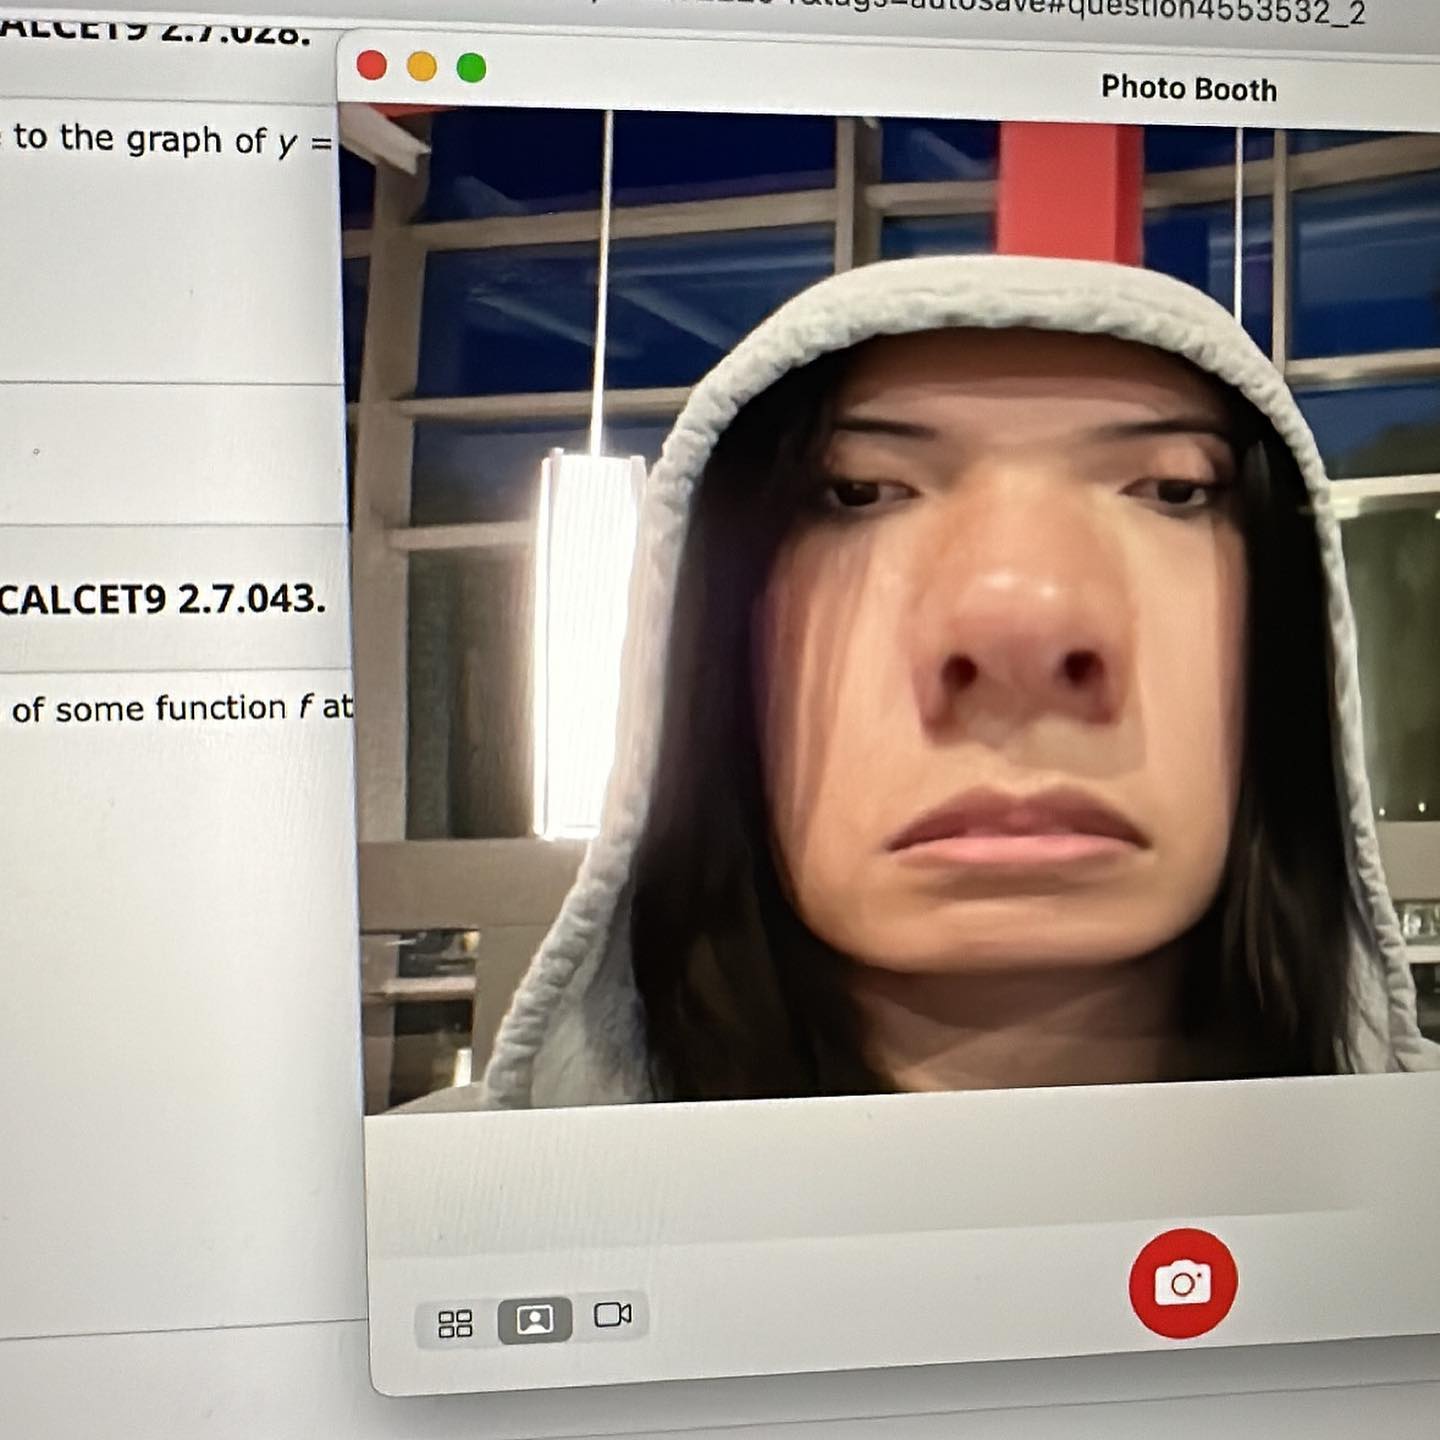 &tags=autosave#question4553532_2
ALCET9 2.7.028.
Photo Booth
to the graph of y =
CALCET9 2.7.043.
of some function f at